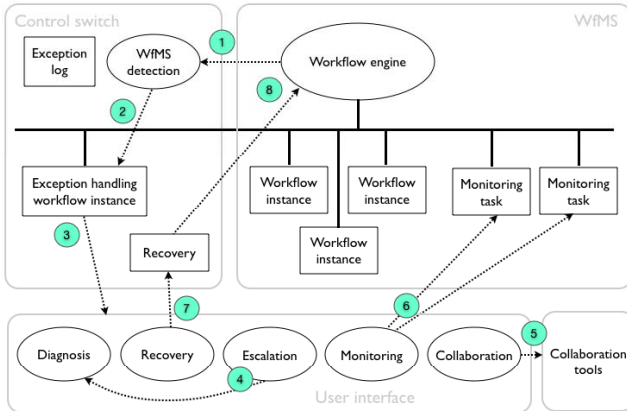 Control switch
WfMS
Exception
log
WfMS
detection
1
Workflow engine
8
2
Exception handling
workflow instance
Workflow
instance
Workflow
instance
Monitoring
task
Monitoring
task
3
Recovery
Workflow
instance
7
6
Diagnosis
Recovery
Escalation
Monitoring
Collaboration
5
Collaboration
tools
4
User interface